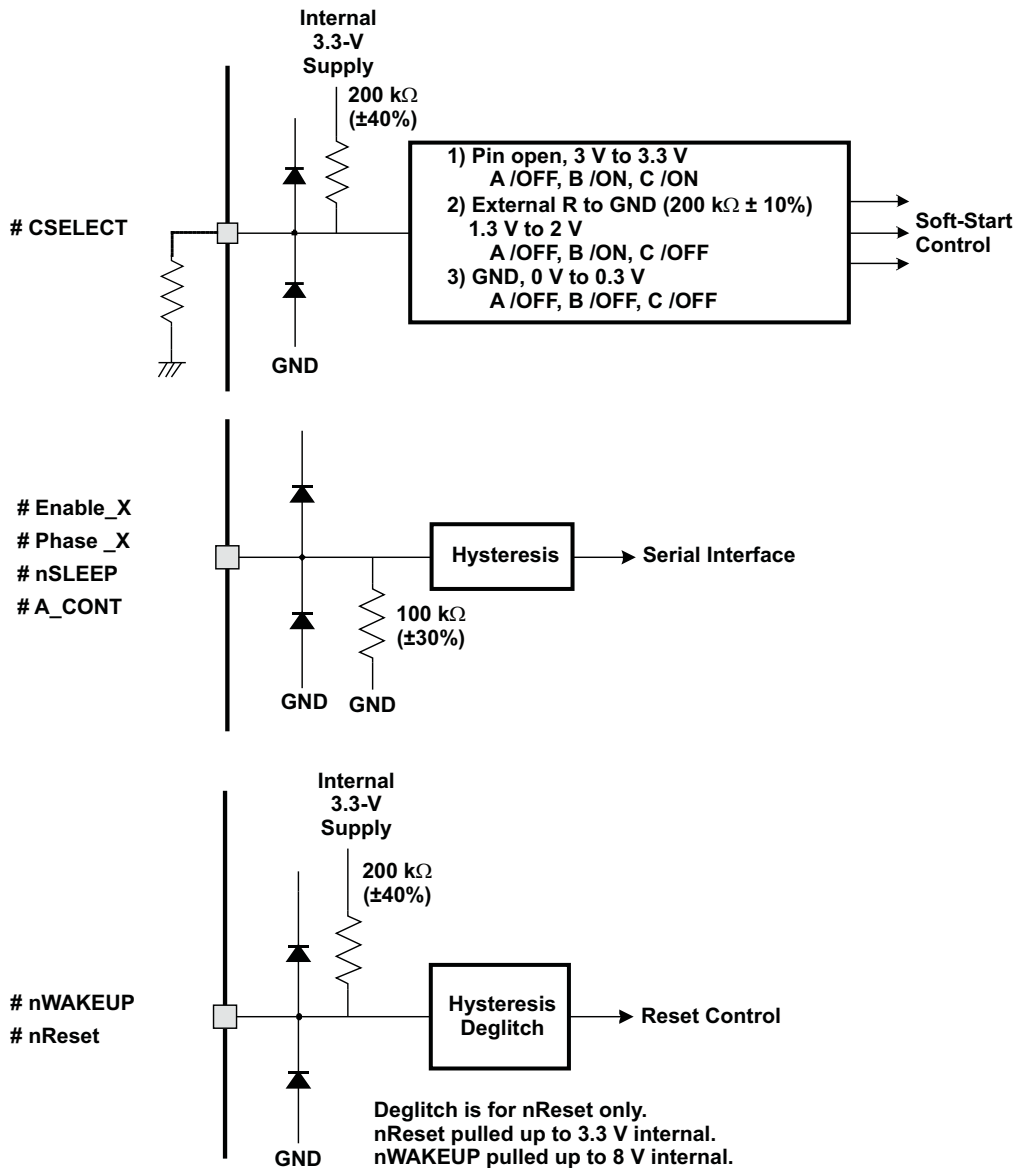 Internal
3.3-V
Supply
200 kΩ
(±40%)
# CSELECT
GND
1) Pin open, 3 V to 3.3 V
A /OFF, B /ON, C /ON
2) External R to GND (200 kΩ ± 10%)
1.3 V to 2 V
A /OFF, B /ON, C /OFF
3) GND, 0 V to 0.3 V
A /OFF, B /OFF, C /OFF
Soft-Start
Control
# Enable_X
# Phase _X
# nSLEEP
# A_CONT
100 kΩ
(±30%)
GND
GND
Hysteresis
Serial Interface
Internal
3.3-V
Supply
200 kΩ
(±40%)
# nWAKEUP
# nReset
Hysteresis
Deglitch
Reset Control
GND
Deglitch is for nReset only.
nReset pulled up to 3.3 V internal.
nWAKEUP pulled up to 8 V internal.